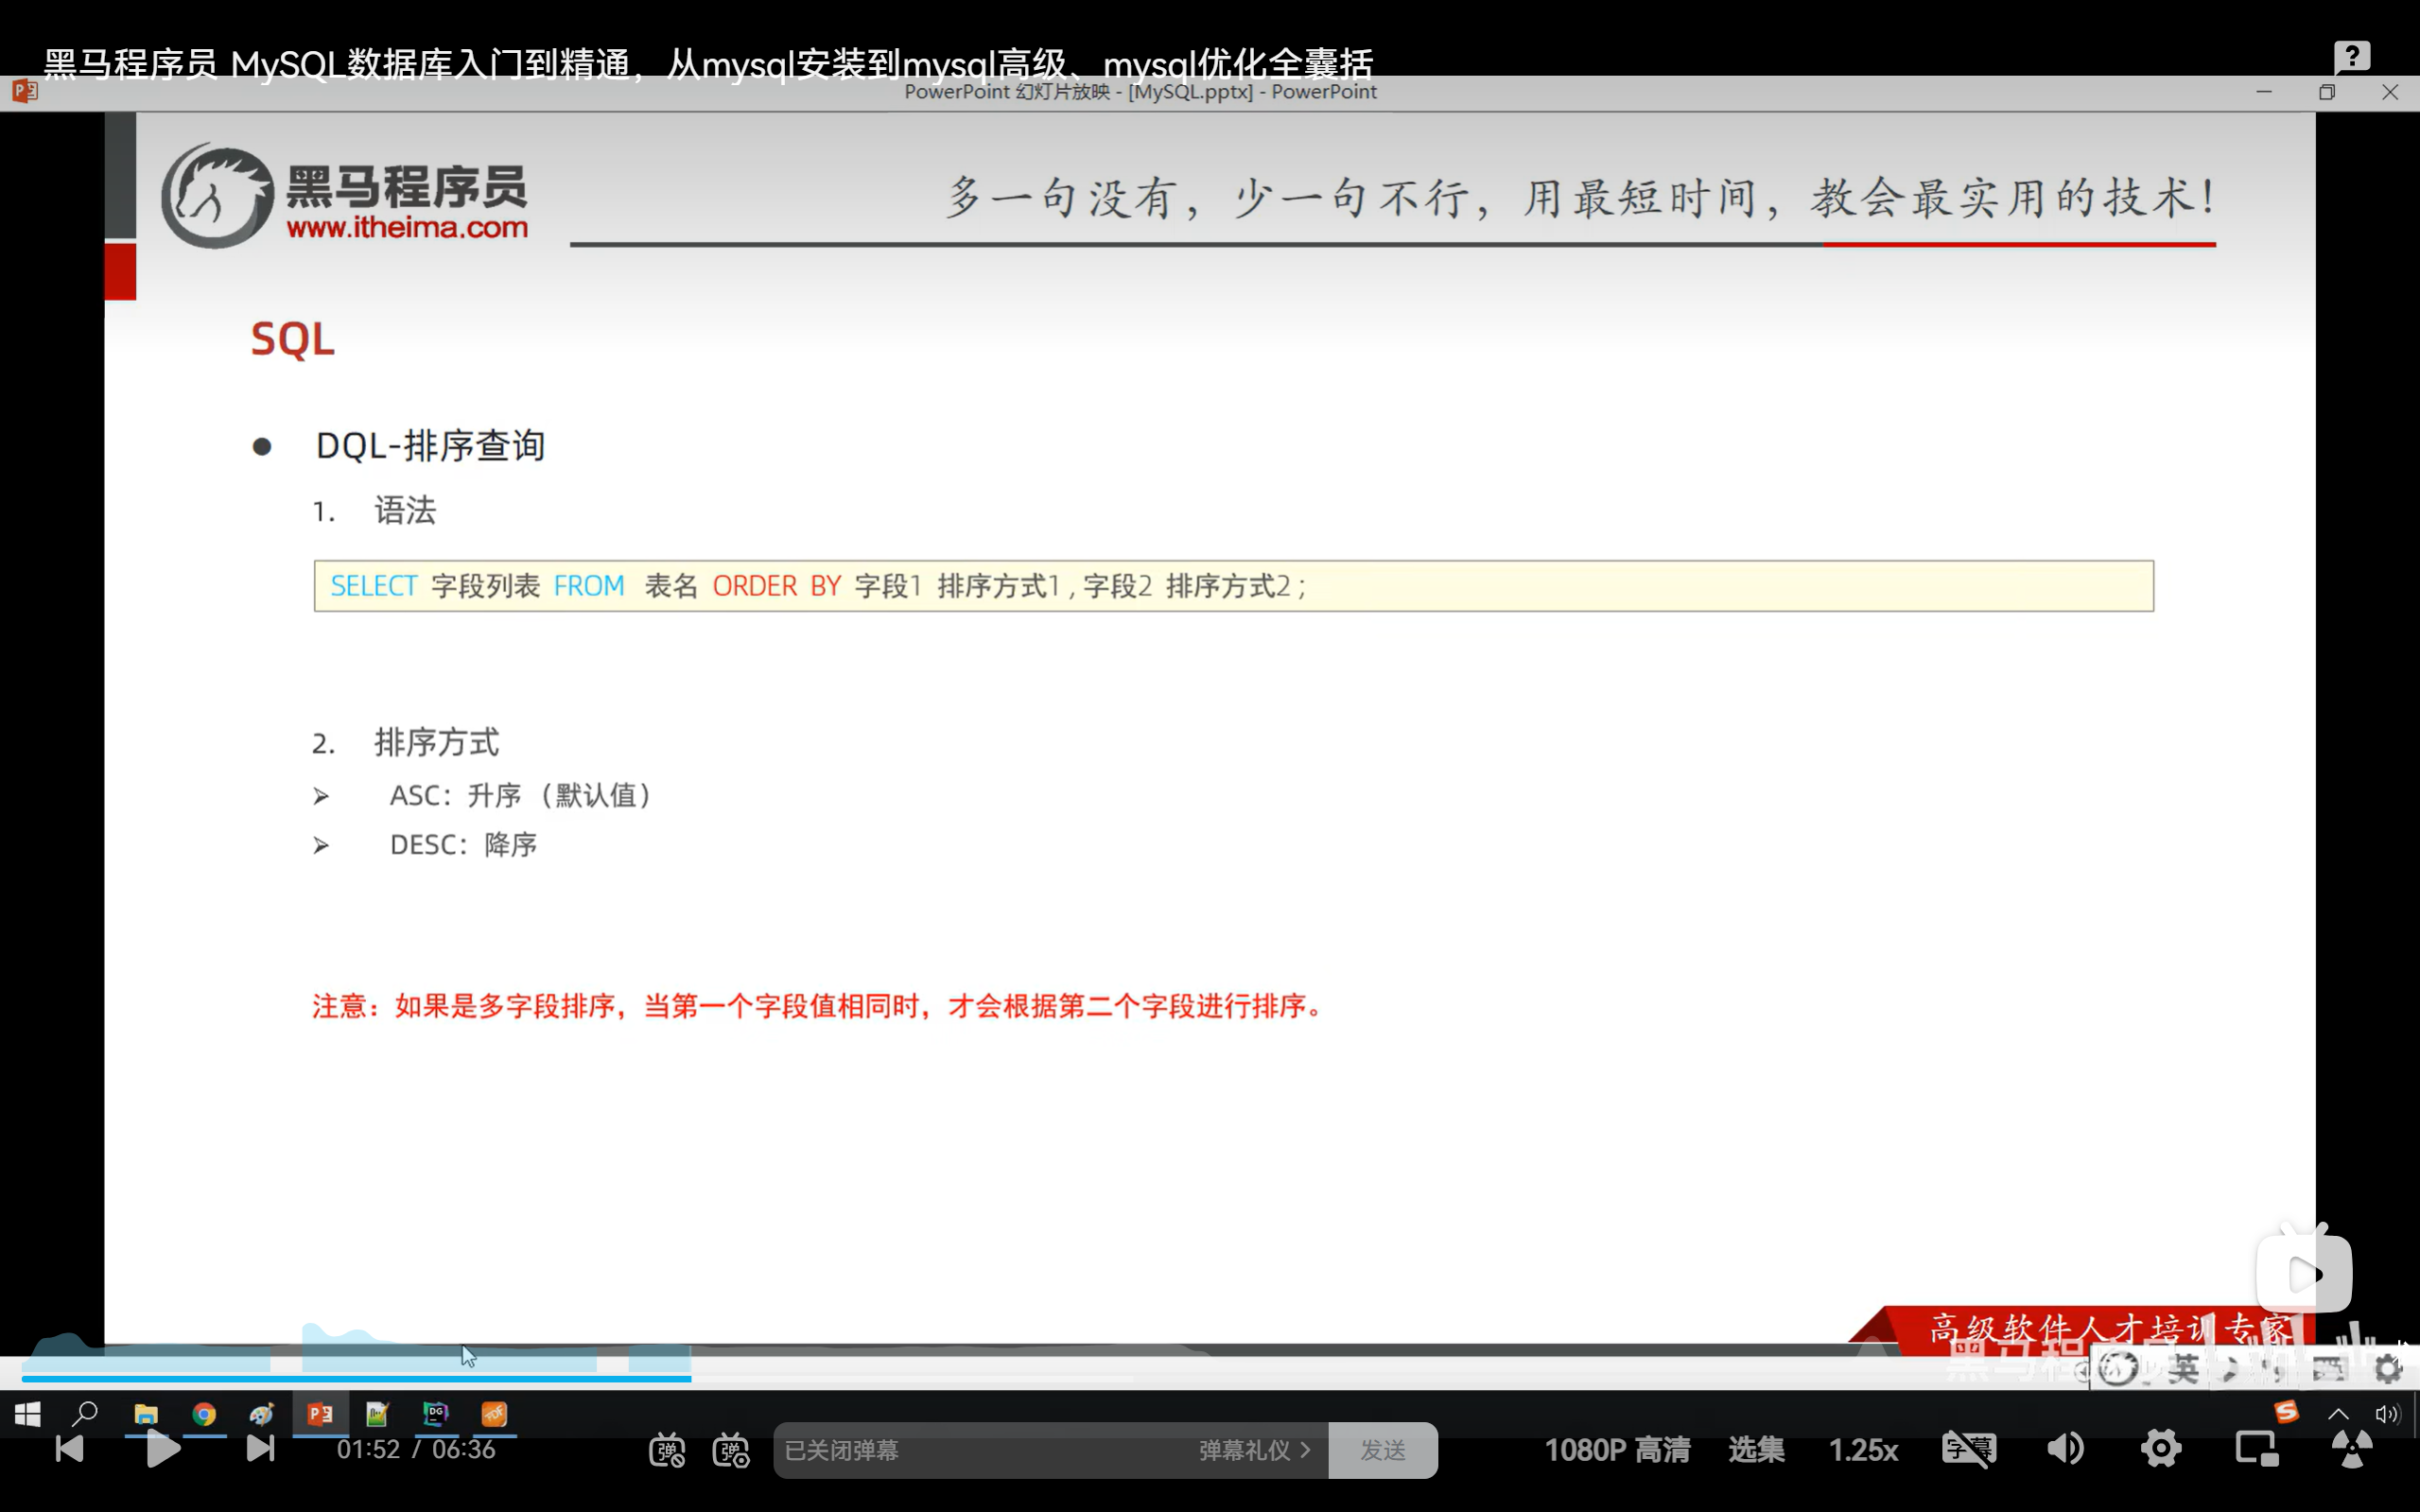 黑马程序员 MySQL数据库入门到精通，从mysql安装到mysql高级、mysql优化全囊括
PowerPoint 幻灯片放映 - [MySQL.pptx] - PowerPoint
黑马程序员
www.itheima.com
多一句没有，少一句不行，用最短时间，教会最实用的技术！
SQL
● DQL-排序查询
1. 语法
SELECT 字段列表 FROM 表名 ORDER BY 字段1 排序方式1 , 字段2 排序方式2 ;
2. 排序方式
➢ ASC：升序（默认值）
➢ DESC：降序
注意：如果是多字段排序，当第一个字段值相同时，才会根据第二个字段进行排序。
高级软件人才培训专家
英
01:52 / 06:36
已关闭弹幕
弹幕礼仪 >
发送
1080P 高清
选集
1.25x
字幕